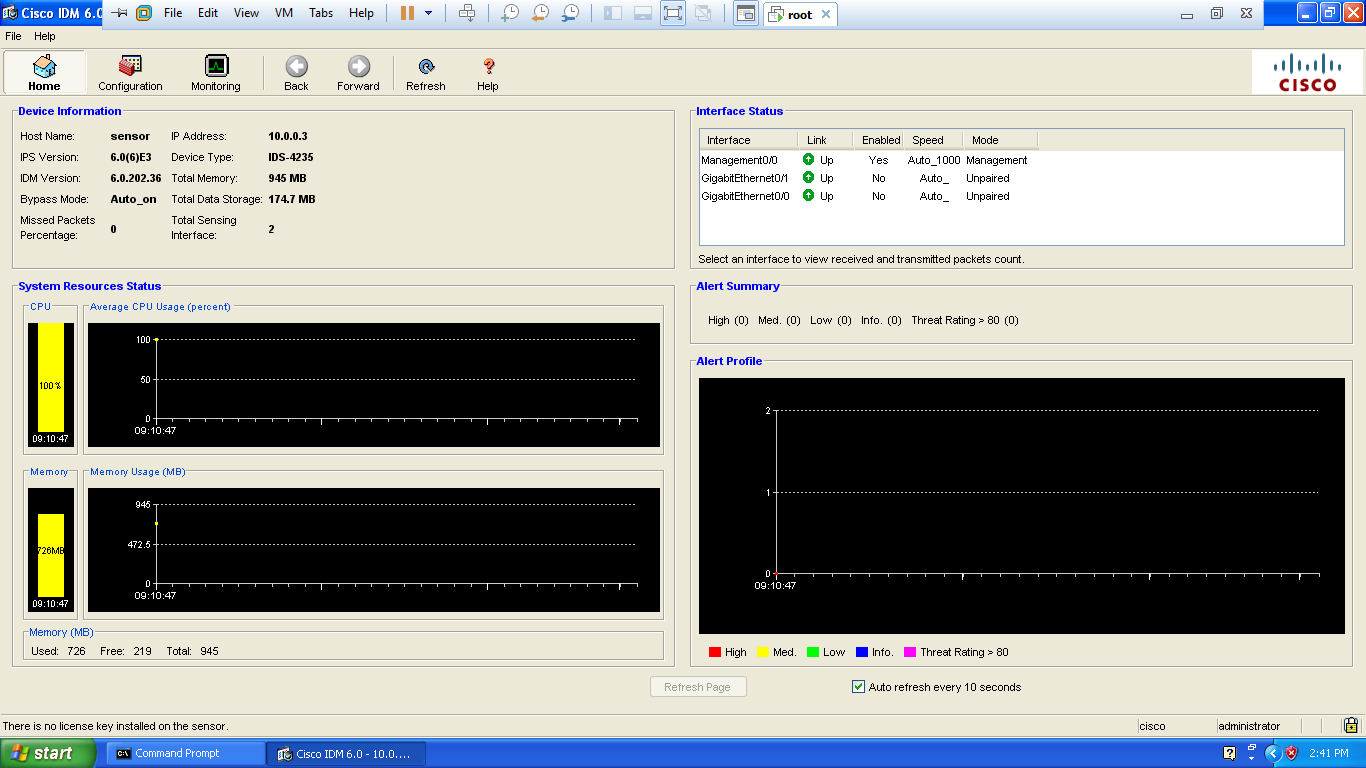 Cisco IDM 6.0
File Edit View VM Tabs Help
root
File Help
Home Configuration Monitoring Back Forward Refresh Help
CISCO
Device Information
Host Name: sensor IP Address: 10.0.0.3
IPS Version: 6.0(6)E3 Device Type: IDS-4235
IDM Version: 6.0.202.36 Total Memory: 945 MB
Bypass Mode: Auto_on Total Data Storage: 174.7 MB
Missed Packets Percentage: 0 Total Sensing Interface: 2
Interface Status
Interface Link Enabled Speed Mode
Management0/0 Up Yes Auto_1000 Management
GigabitEthernet0/1 Up No Auto_ Unpaired
GigabitEthernet0/0 Up No Auto_ Unpaired
Select an interface to view received and transmitted packets count.
System Resources Status
CPU
100%
09:10:47
Average CPU Usage (percent)
100
50
0
09:10:47
Memory
726MB
09:10:47
Memory Usage (MB)
945
472.5
0
09:10:47
Memory (MB)
Used: 726 Free: 219 Total: 945
Alert Summary
High (0) Med. (0) Low (0) Info. (0) Threat Rating > 80 (0)
Alert Profile
2
1
0
09:10:47
High Med. Low Info. Threat Rating > 80
Refresh Page
Auto refresh every 10 seconds
There is no license key installed on the sensor.
cisco administrator
start Command Prompt Cisco IDM 6.0 - 10.0.... 2:41 PM